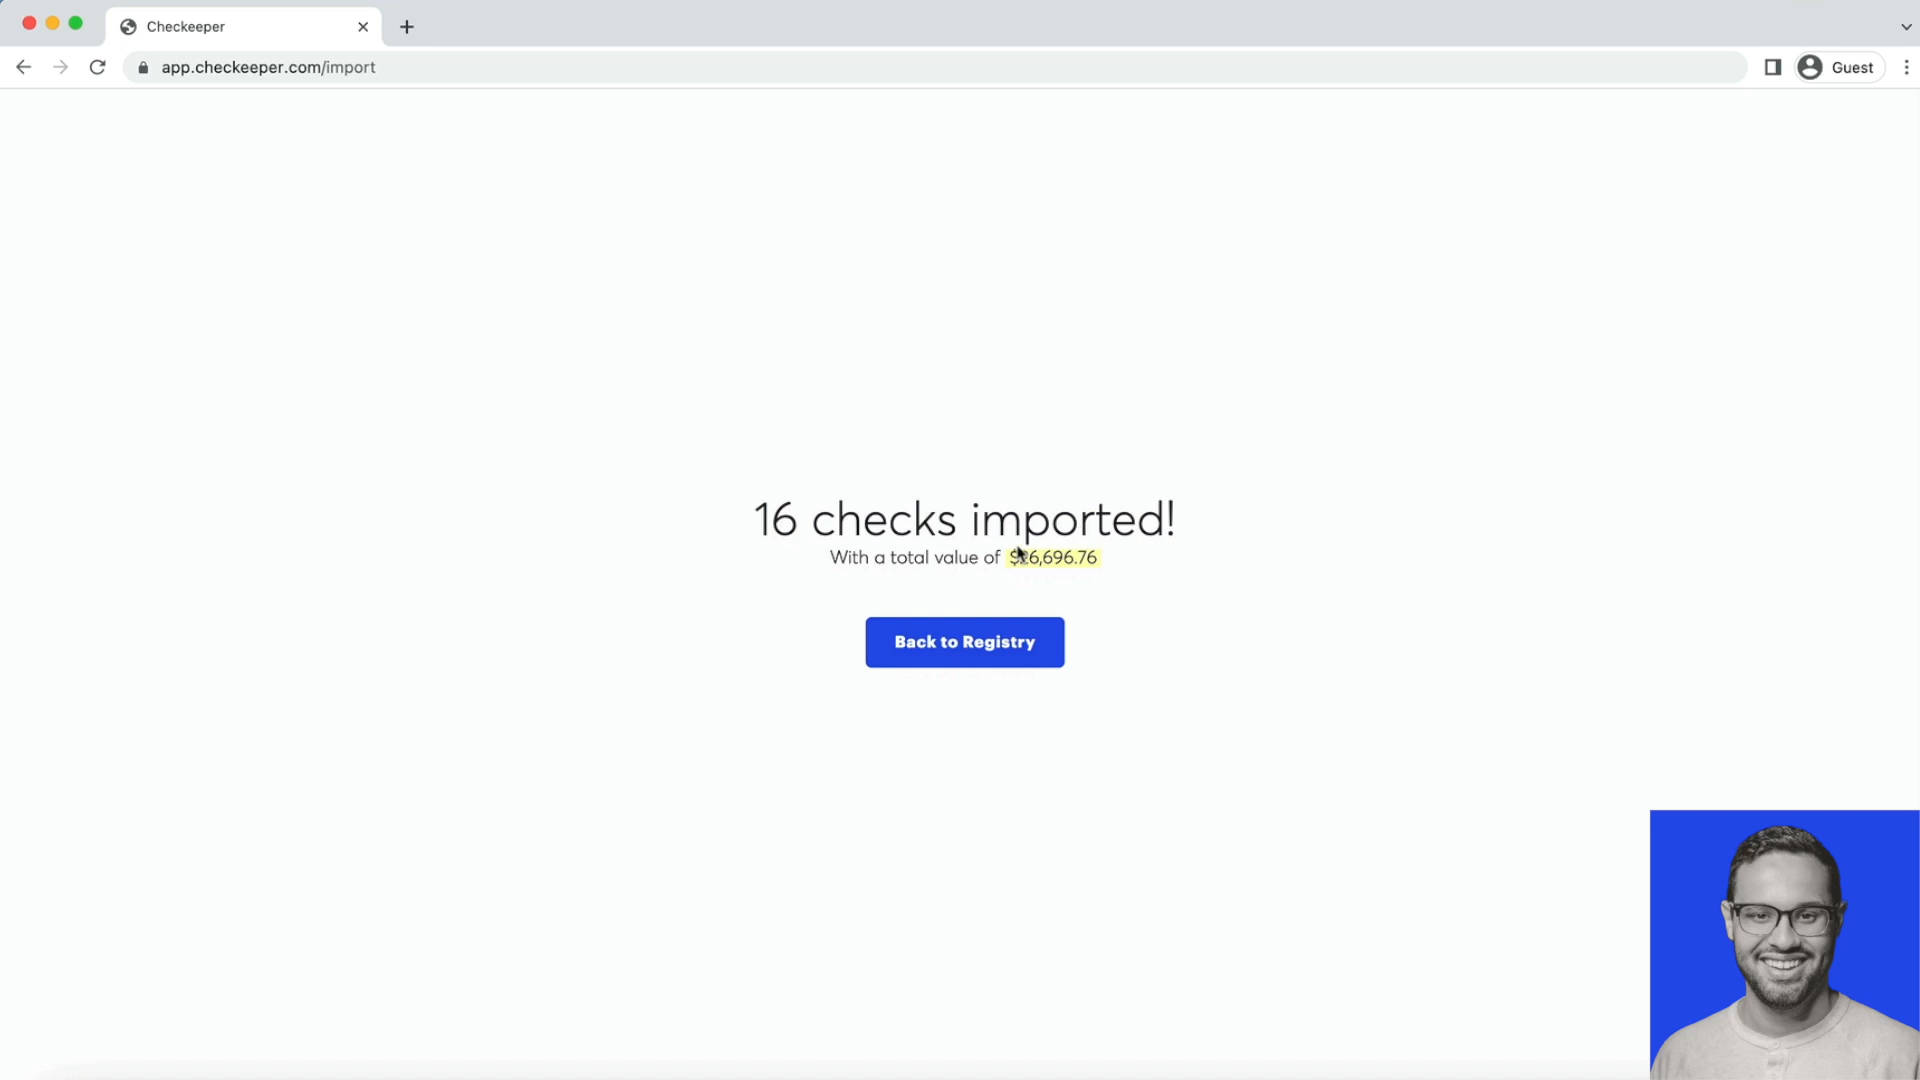 Checkeeper
app.checkeeper.com/import
Guest
16 checks imported!
With a total value of
Back to Registry